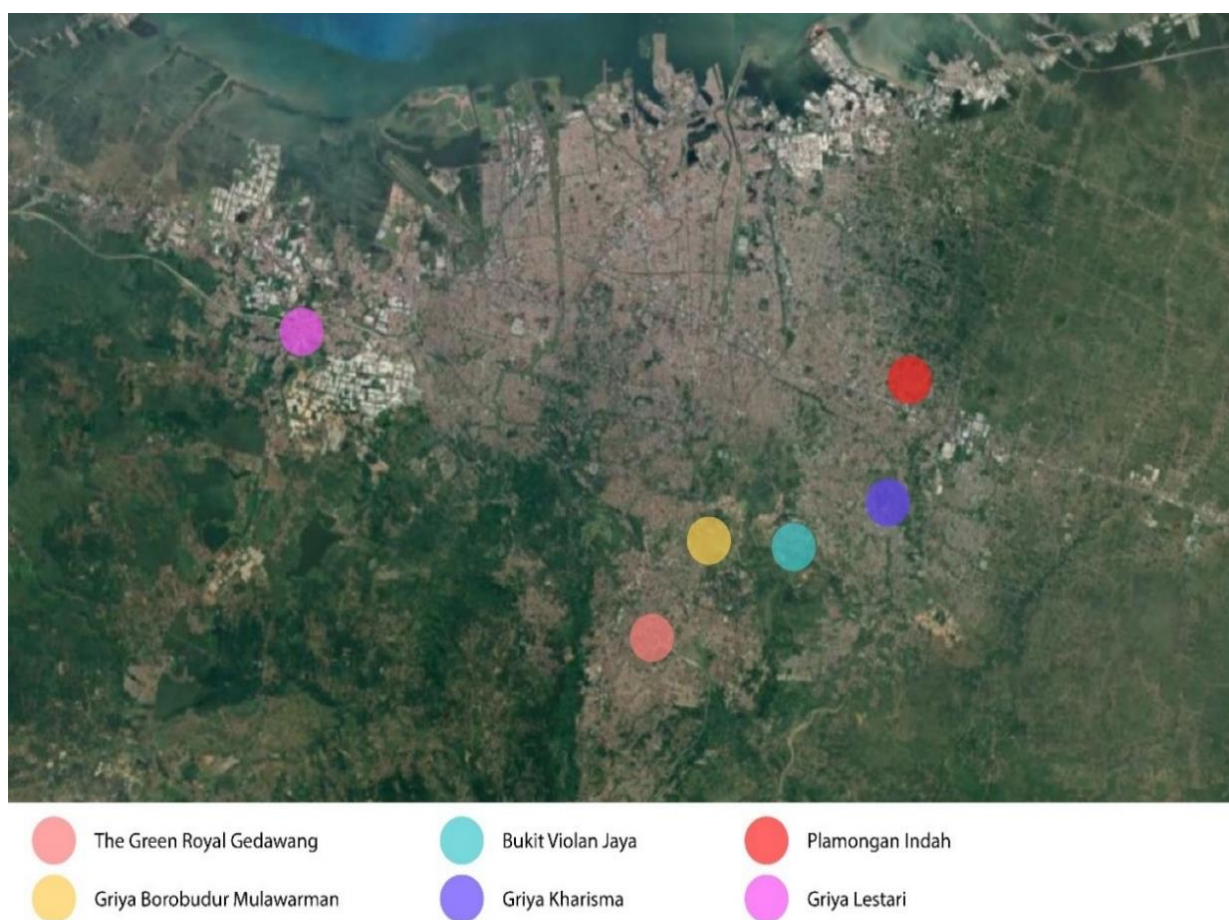 The Green Royal Gedawang
Bukit Violan Jaya
Plamongan Indah
Griya Borobudur Mulawarman
Griya Kharisma
Griya Lestari